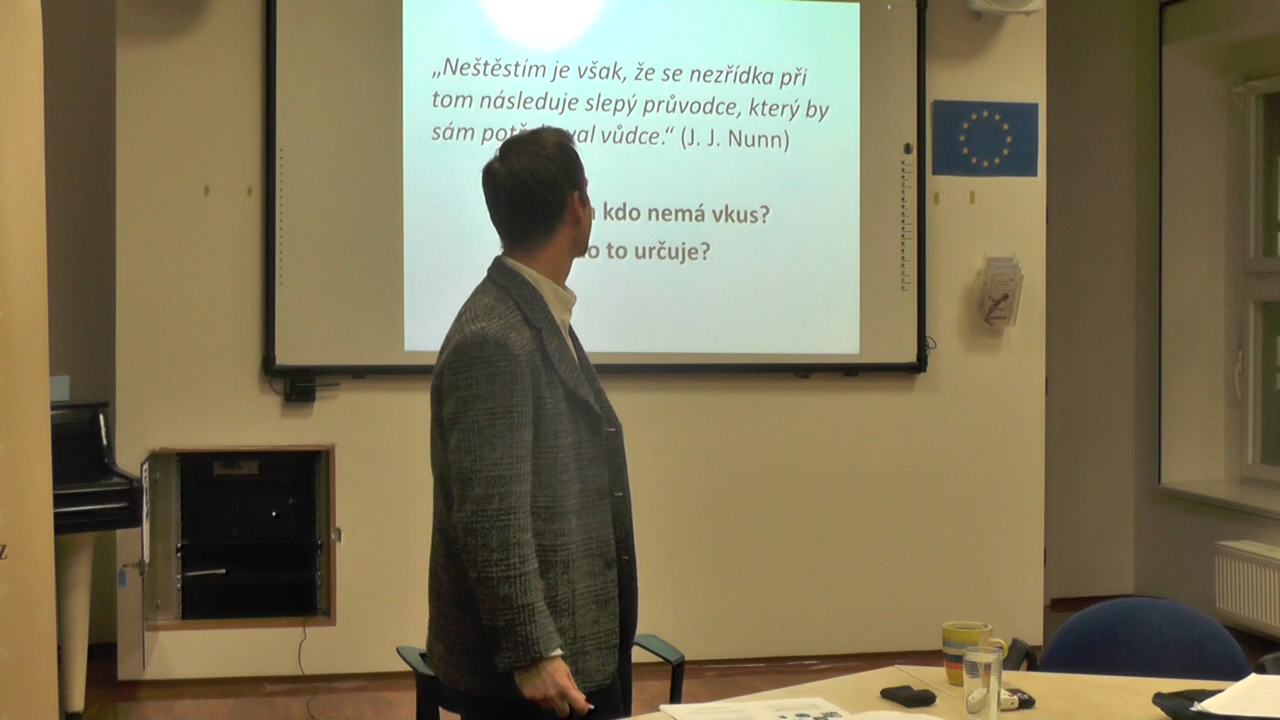 „Neštěstím je však, že se nezřídka při
tom následuje slepý průvodce, který by
sám vůdce.“ (J. J. Nunn)
kdo nemá vkus?
to určuje?